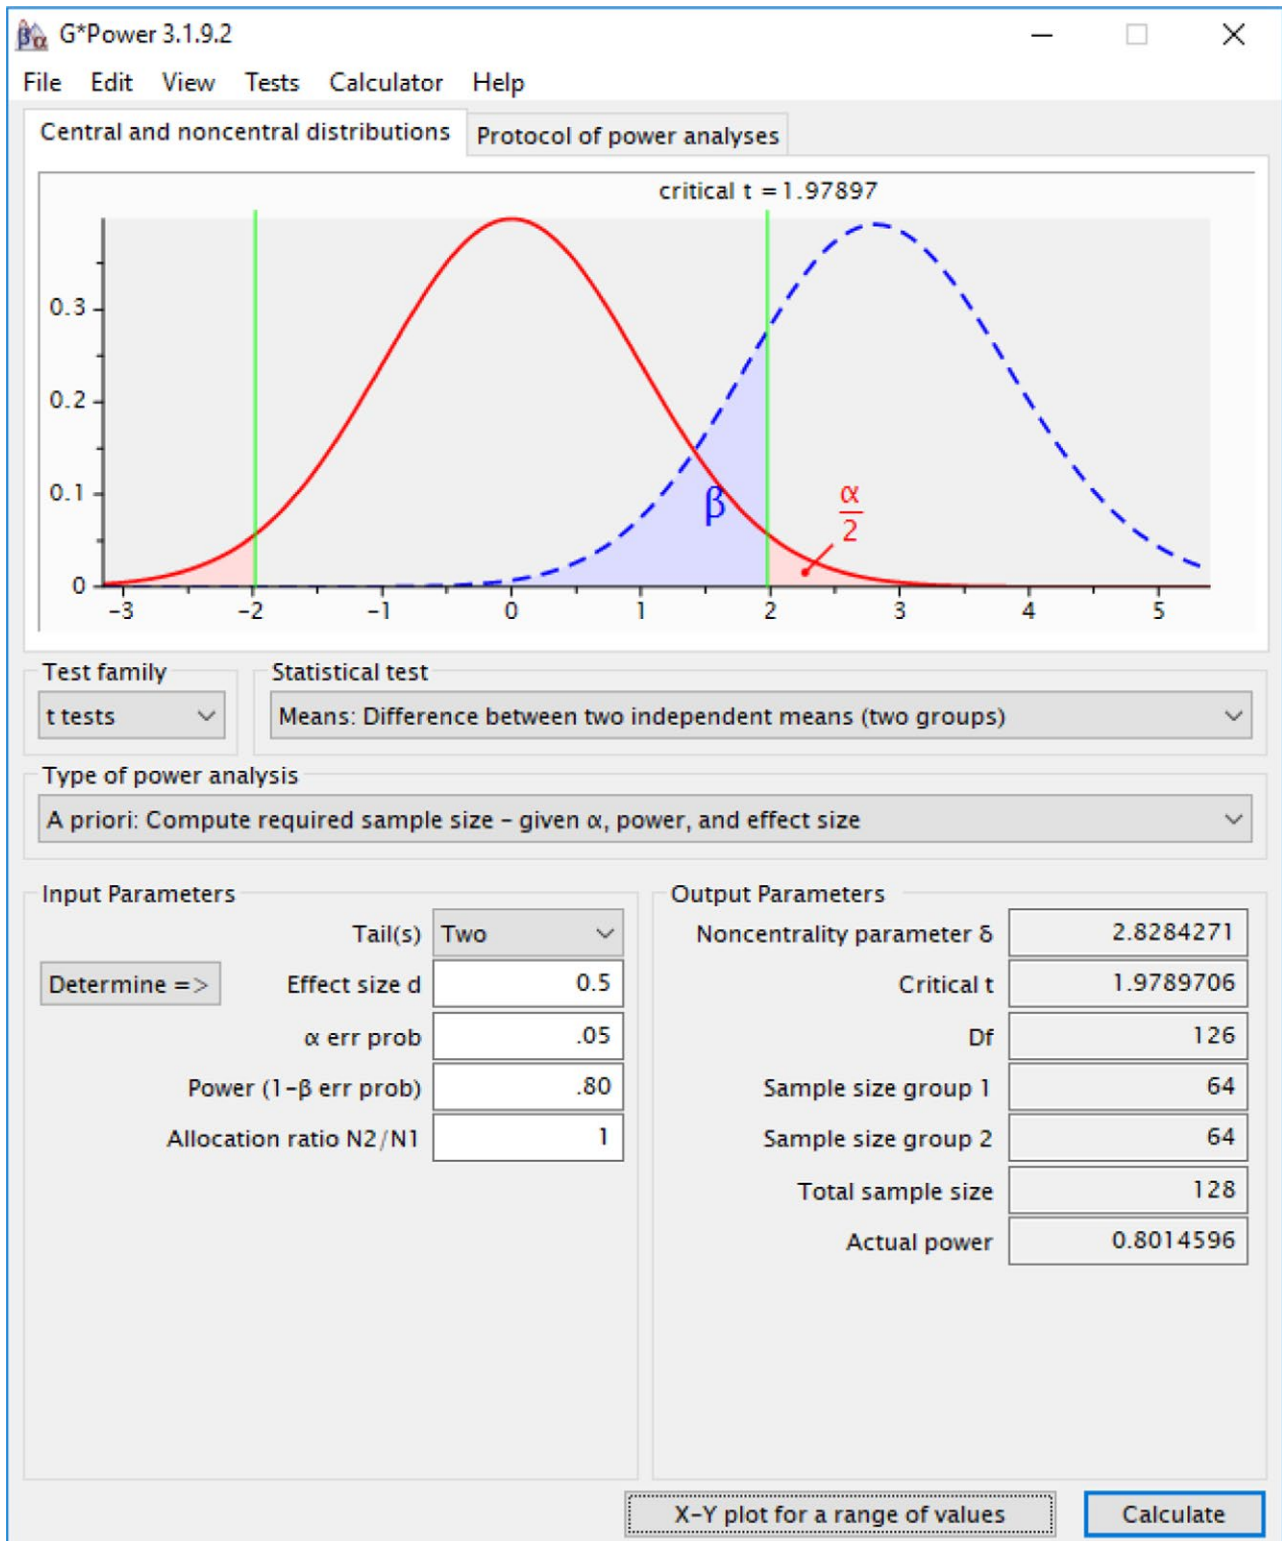 G*Power 3.1.9.2
File Edit View Tests Calculator Help
Central and noncentral distributions Protocol of power analyses
critical t = 1.97897
0.3
0.2
0.1
0
β
α
2
-3 -2 -1 0 1 2 3 4 5
Test family Statistical test
t tests Means: Difference between two independent means (two groups)
Type of power analysis
A priori: Compute required sample size – given α, power, and effect size
Input Parameters
Tail(s) Two
Determine => Effect size d 0.5
α err prob .05
Power (1-β err prob) .80
Allocation ratio N2/N1 1
Output Parameters
Noncentrality parameter δ 2.8284271
Critical t 1.9789706
Df 126
Sample size group 1 64
Sample size group 2 64
Total sample size 128
Actual power 0.8014596
X-Y plot for a range of values Calculate